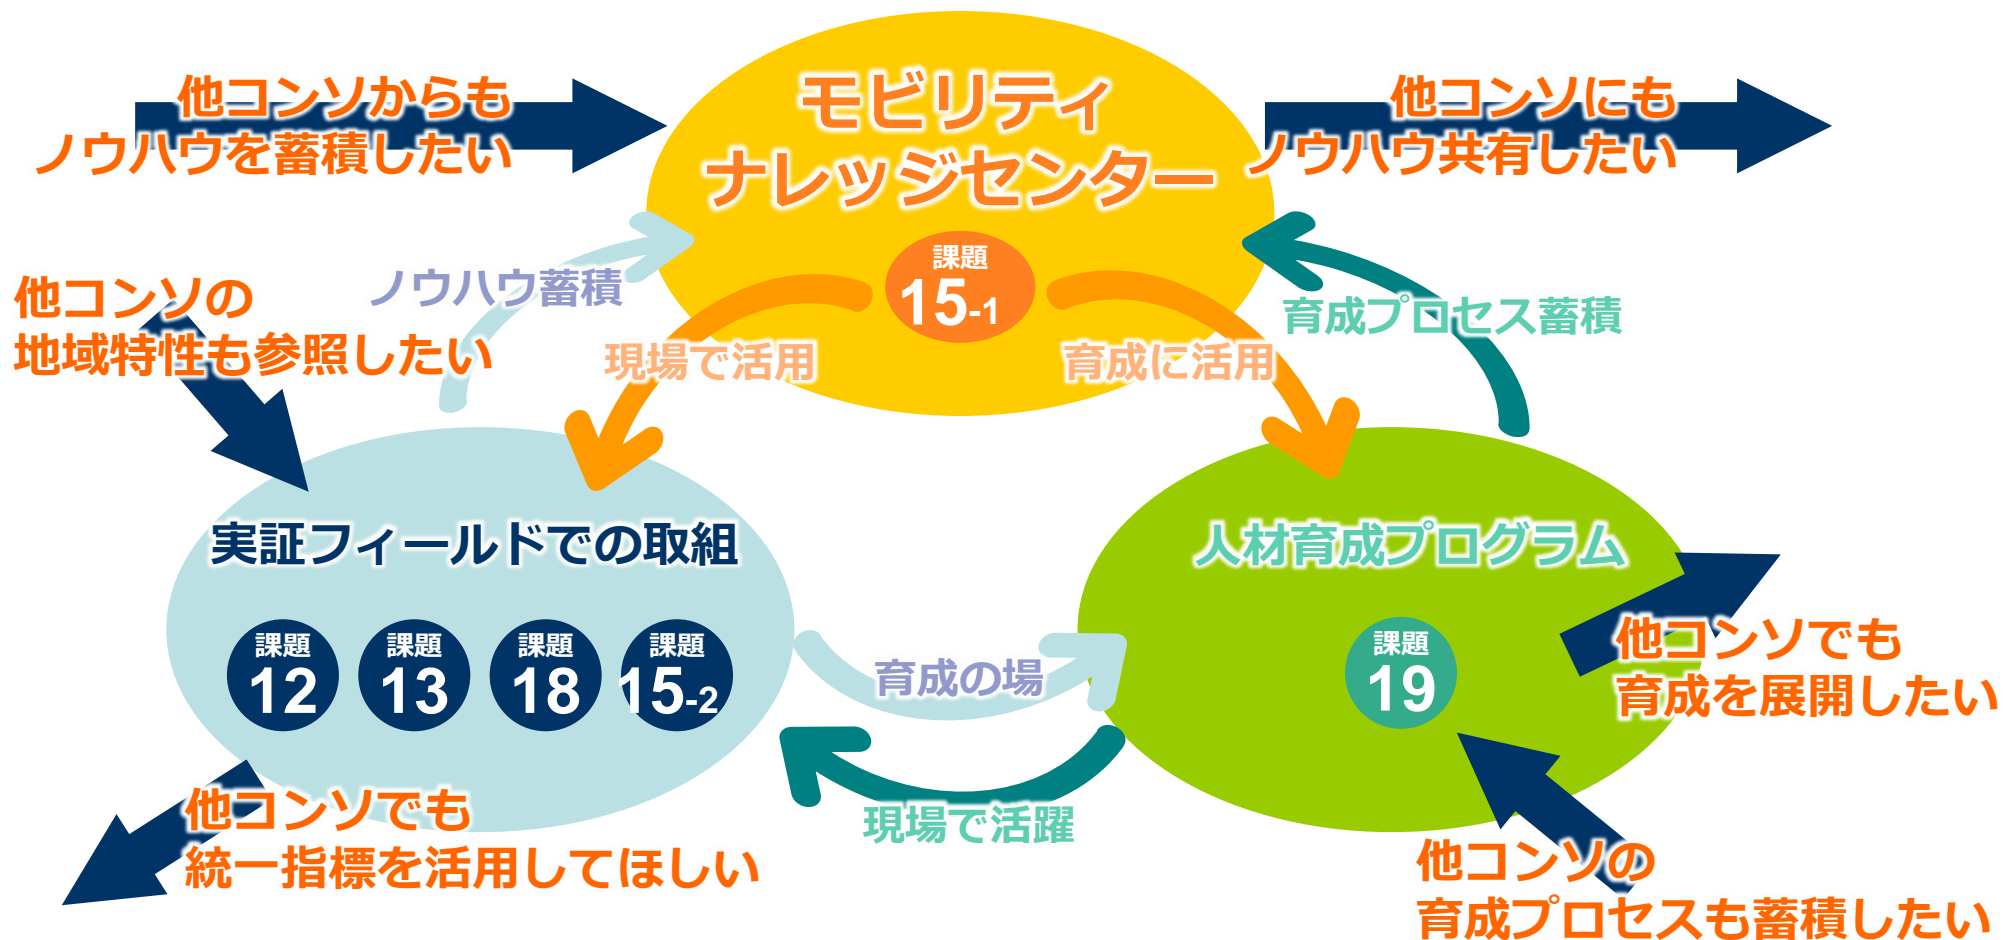 モビリティ
ナレッジセンター
課題
15-1
他コンソからも
ノウハウを蓄積したい
他コンソにも
ノウハウ共有したい
他コンソの
地域特性も参照したい
ノウハウ蓄積
現場で活用
育成に活用
育成プロセス蓄積
実証フィールドでの取組
課題
12
課題
13
課題
18
課題
15-2
人材育成プログラム
課題
19
育成の場
現場で活躍
他コンソでも
育成を展開したい
他コンソでも
統一指標を活用してほしい
他コンソの
育成プロセスも蓄積したい